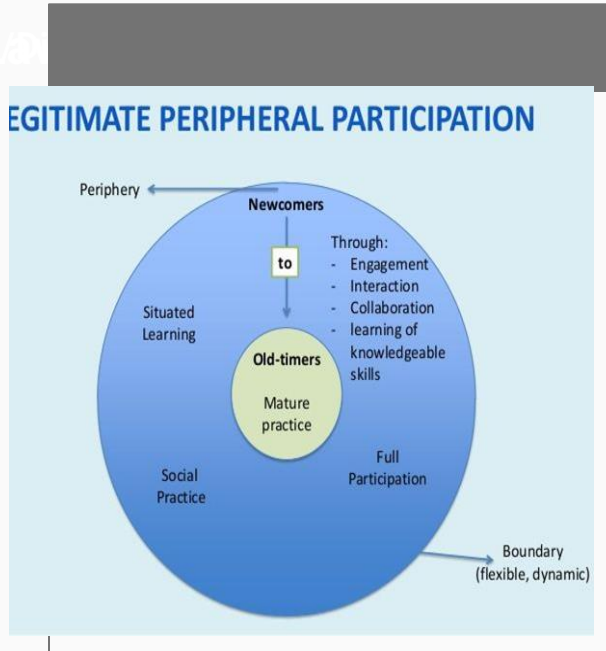 EGITIMATE PERIPHERAL PARTICIPATION
Periphery
Newcomers
to
Through:
- Engagement
- Interaction
- Collaboration
- learning of
knowledgeable
skills
Situated
Learning
Old-timers
Mature
practice
Social
Practice
Full
Participation
Boundary
(flexible, dynamic)